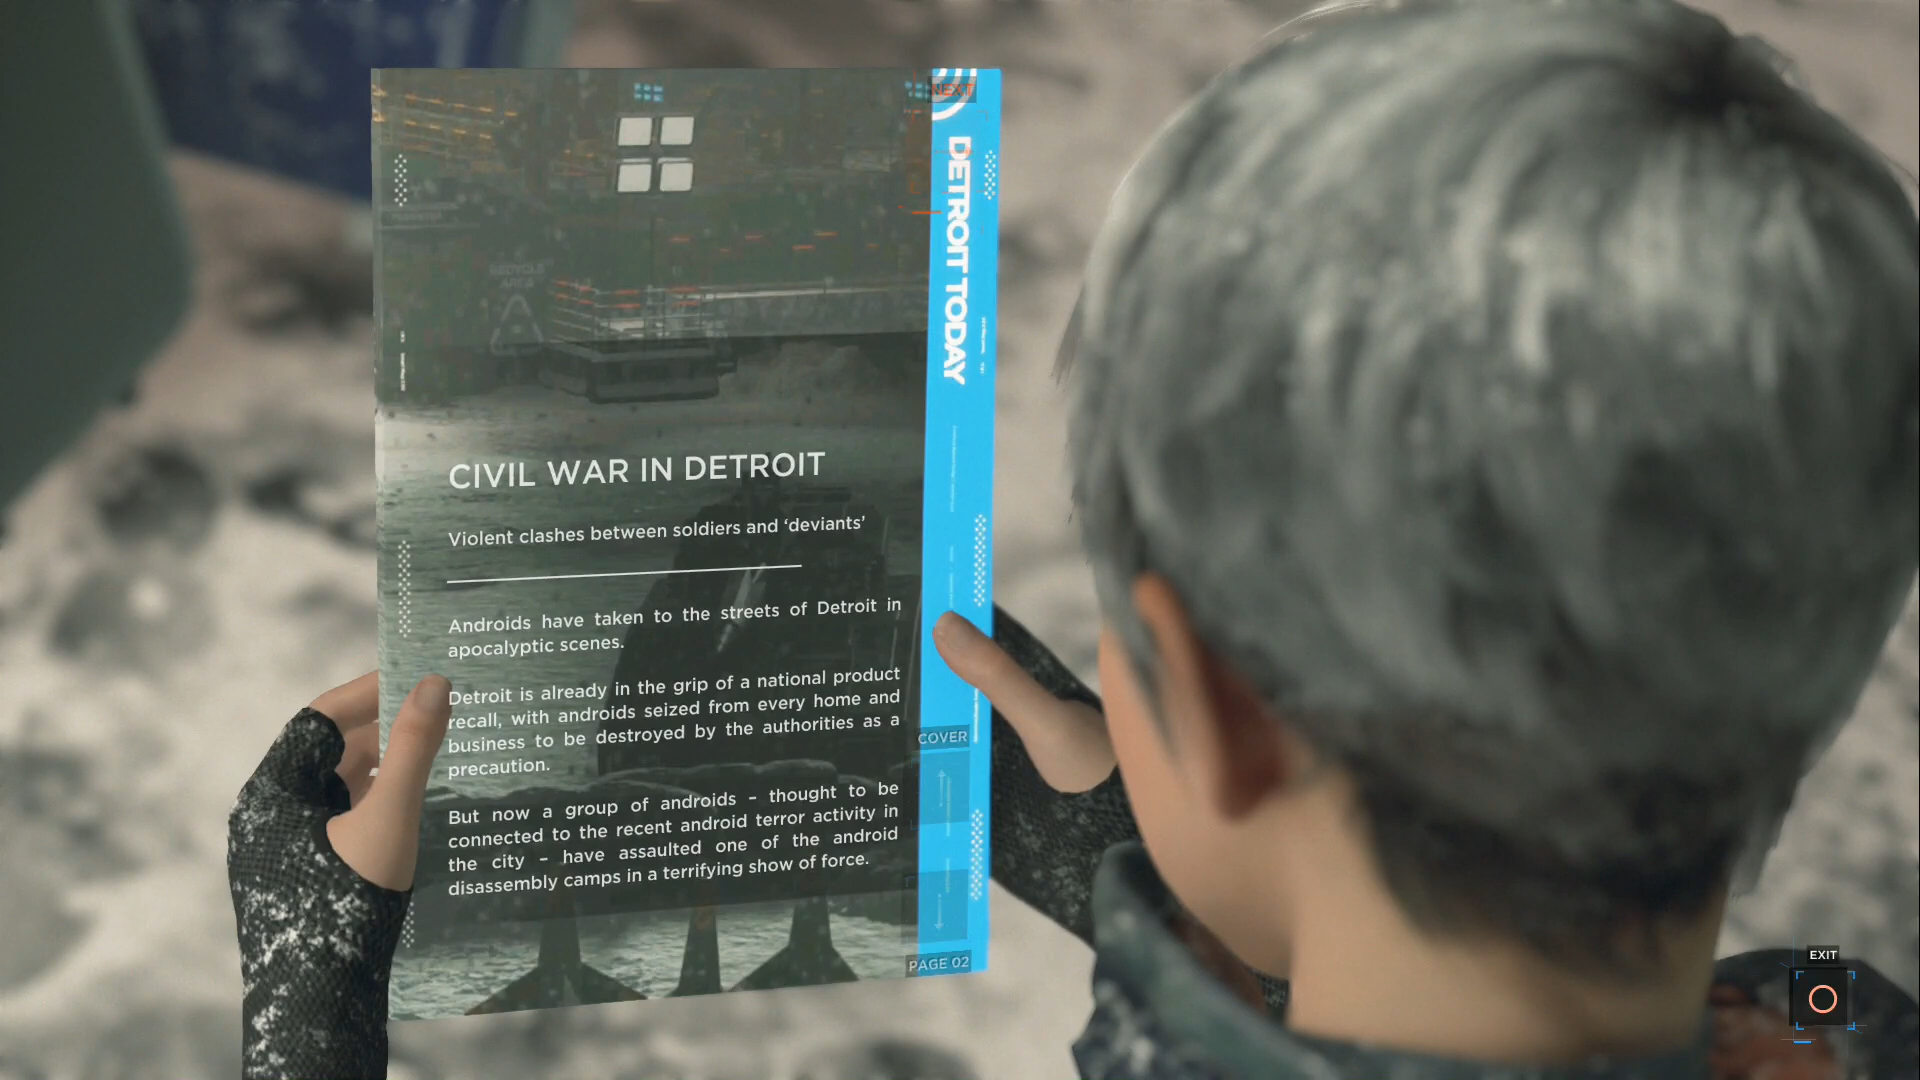 NEXT
DETROIT TODAY
RECYCLE
AREA
CIVIL WAR IN DETROIT
Violent clashes between soldiers and ‘deviants’
Androids have taken to the streets of Detroit in
apocalyptic scenes.
Detroit is already in the grip of a national product
recall, with androids seized from every home and
business to be destroyed by the authorities as a
precaution.
But now a group of androids – thought to be
connected to the recent android terror activity in
the city – have assaulted one of the android
disassembly camps in a terrifying show of force.
COVER
PAGE 02
EXIT